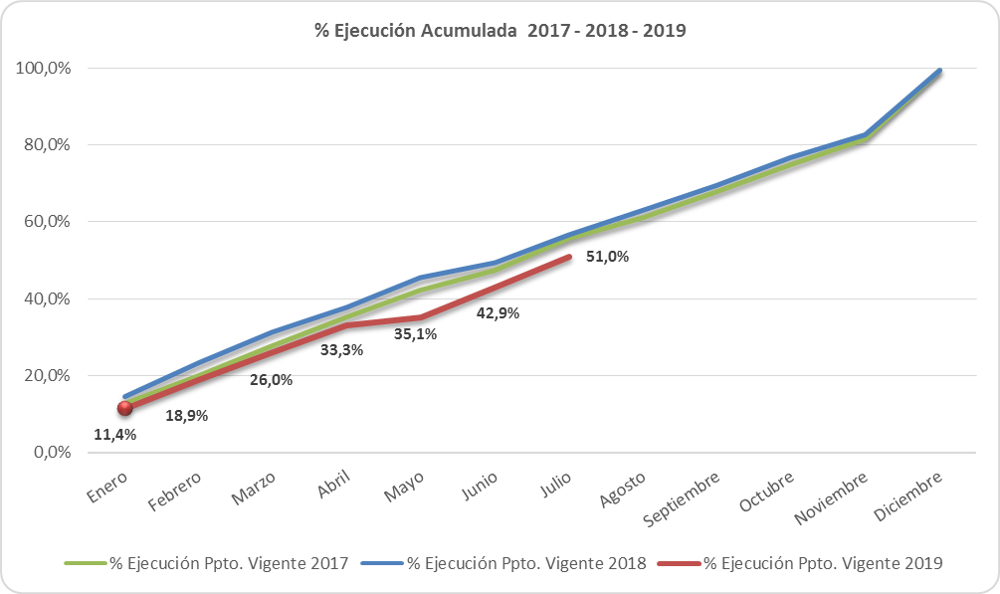 % Ejecución Acumulada 2017 - 2018 - 2019
100,0%
80,0%
60,0%
40,0%
20,0%
0,0%
51,0%
42,9%
35,1%
33,3%
26,0%
18,9%
11,4%
Enero
Febrero
Marzo
Abril
Mayo
Junio
Julio
Agosto
Septiembre
Octubre
Noviembre
Diciembre
% Ejecución Ppto. Vigente 2017
% Ejecución Ppto. Vigente 2018
% Ejecución Ppto. Vigente 2019